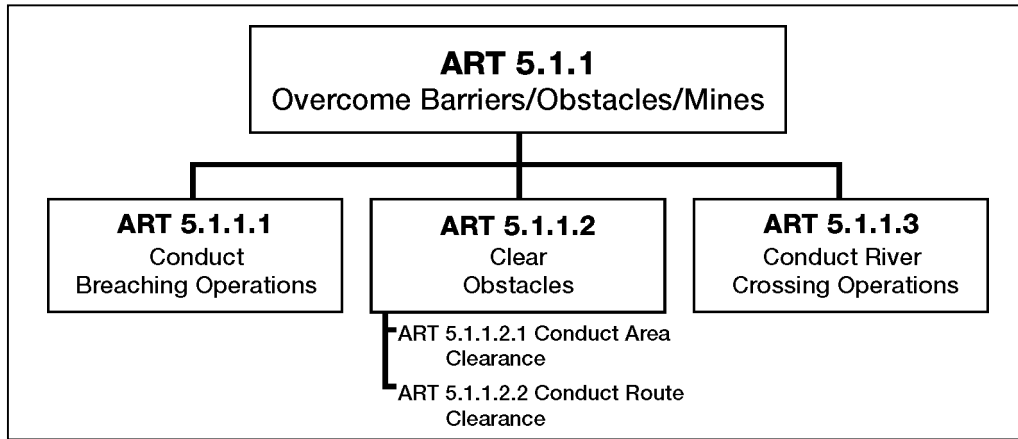 ART 5.1.1
Overcome Barriers/Obstacles/Mines
ART 5.1.1.1
Conduct
Breaching Operations
ART 5.1.1.2
Clear
Obstacles
ART 5.1.1.2.1 Conduct Area
Clearance
ART 5.1.1.2.2 Conduct Route
Clearance
ART 5.1.1.3
Conduct River
Crossing Operations